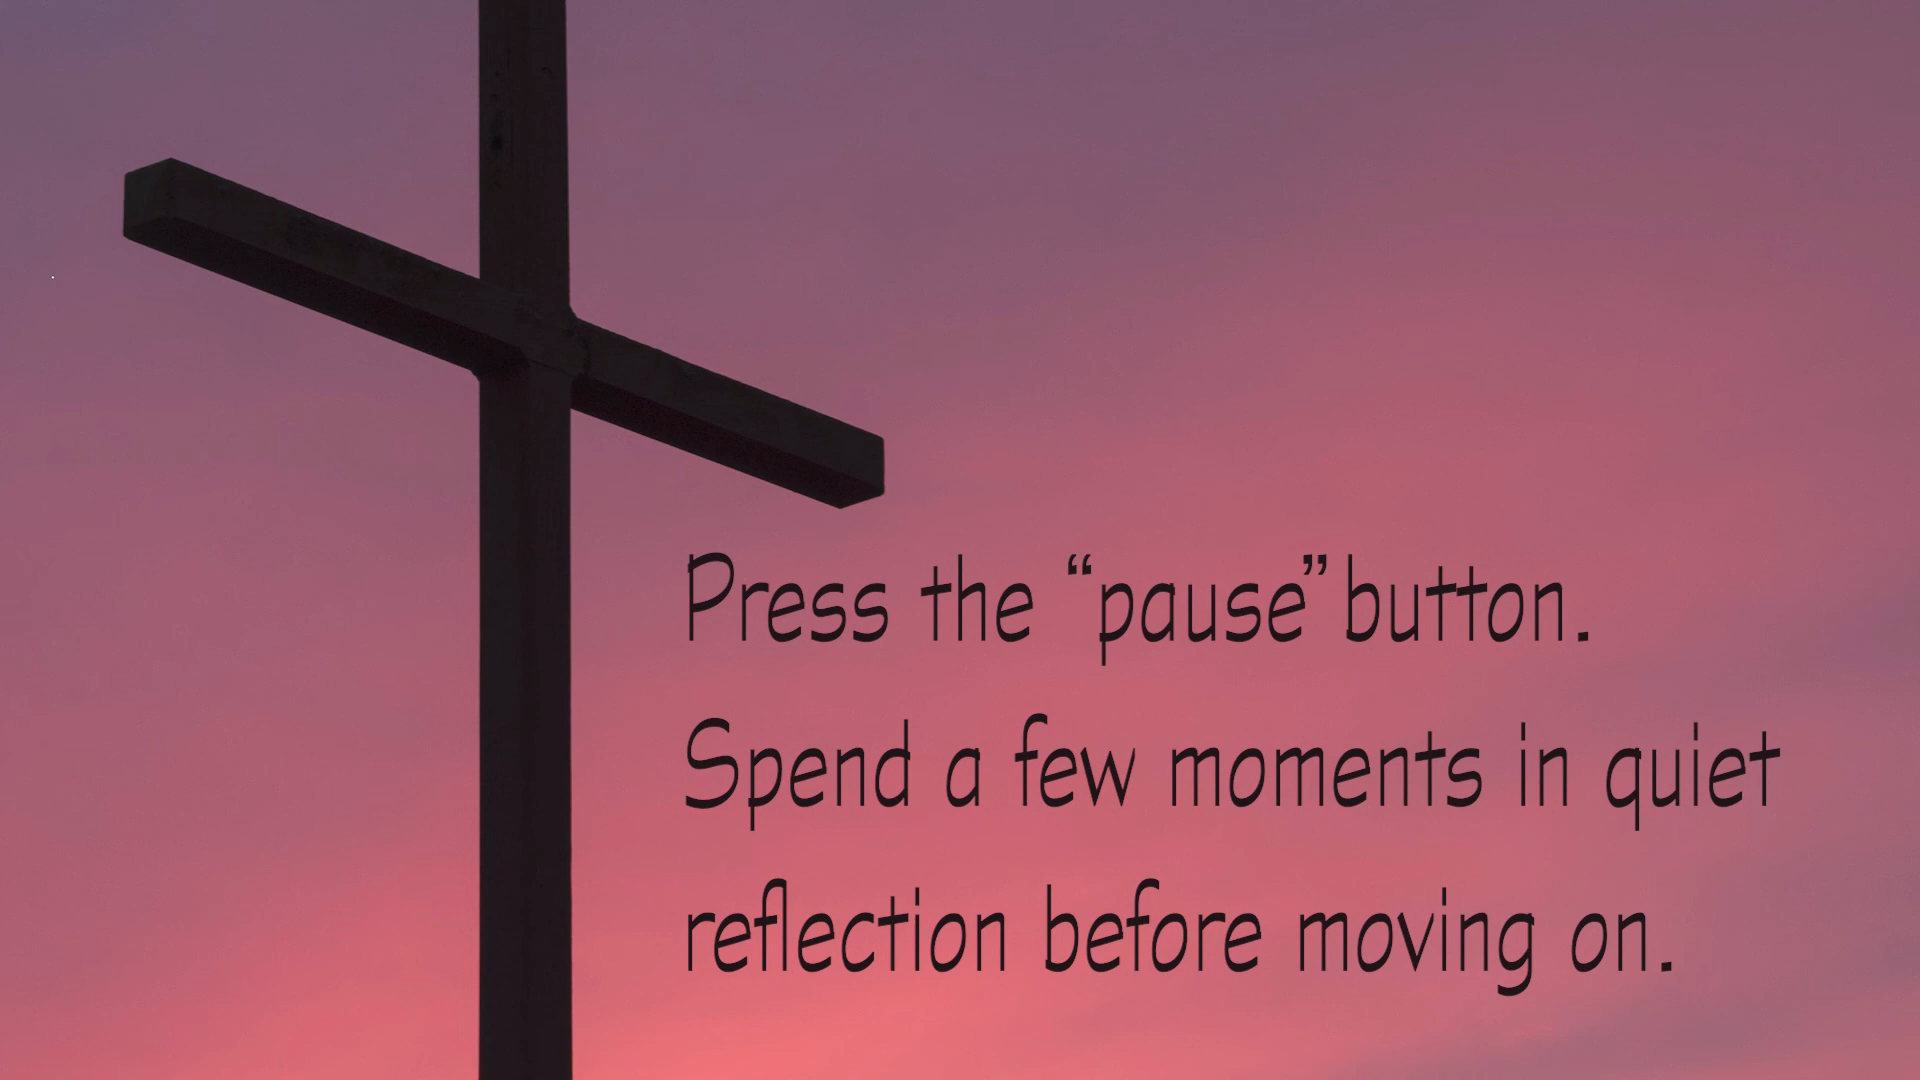 Press the “pause” button.
Spend a few moments in quiet
reflection before moving on.